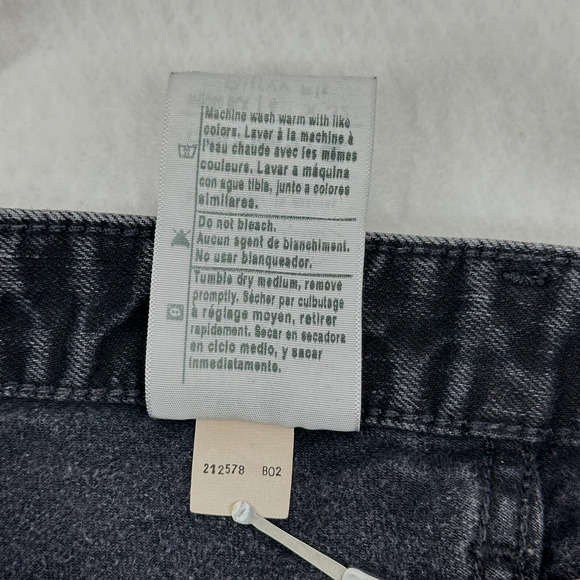 Machine wash warm with like
colors. Laver à la machine à
l'eau chaude avec les mêmes
couleurs. Lavar a máquina
con agua tibia, junto a colores
similares.
Do not bleach.
Aucun agent de blanchiment.
No usar blanqueador.
Tumble dry medium, remove
promptly. Sécher par culbutage
à réglage moyen, retirer
rapidement. Secar en secadora
en ciclo medio, y sacar
inmediatamente.
212578 B02